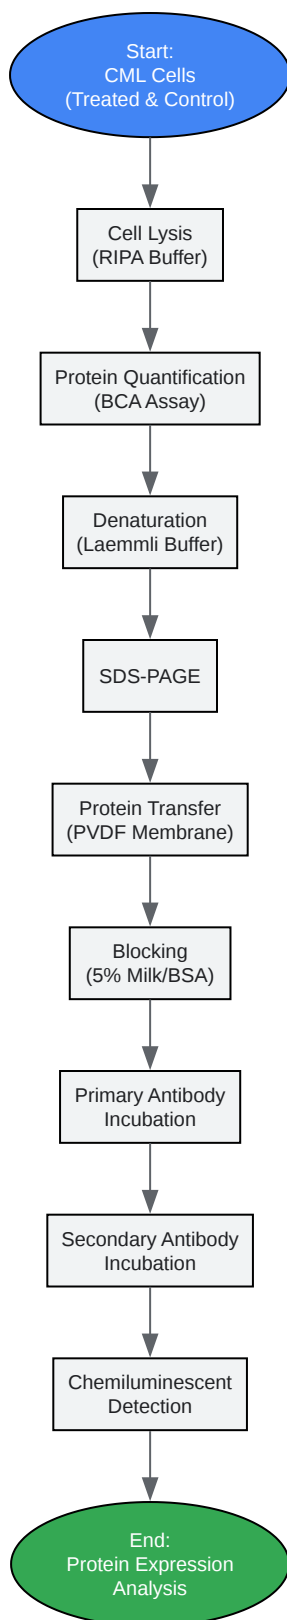 Start:
CML Cells
(Treated & Control)
Cell Lysis
(RIPA Buffer)
Protein Quantification
(BCA Assay)
Denaturation
(Laemmli Buffer)
SDS-PAGE
Protein Transfer
(PVDF Membrane)
Blocking
(5% Milk/BSA)
Primary Antibody
Incubation
Secondary Antibody
Incubation
Chemiluminescent
Detection
End:
Protein Expression
Analysis